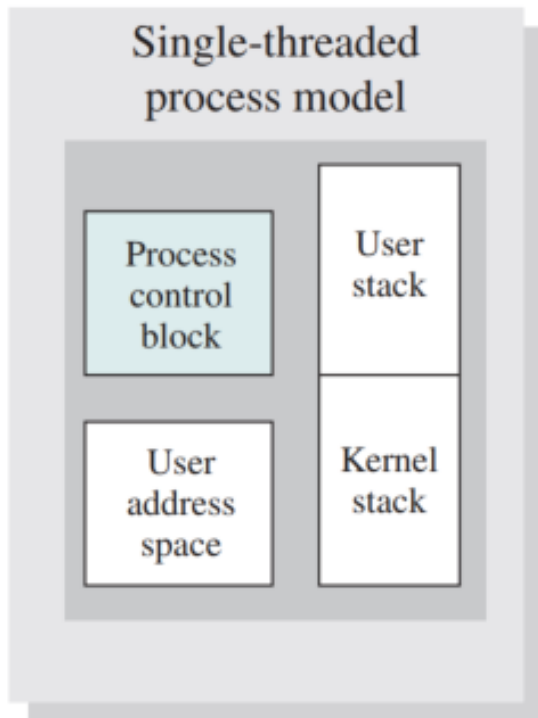 Single-threaded
process model
Process
control
block
User
stack
User
address
space
Kernel
stack